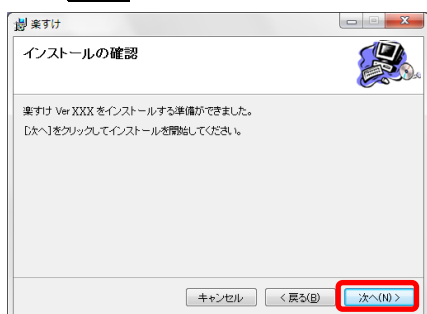 楽すけ
インストールの確認
楽すけ Ver XXX をインストールする準備ができました。
[次へ]をクリックしてインストールを開始してください。
キャンセル
< 戻る(B)
次へ(N) >